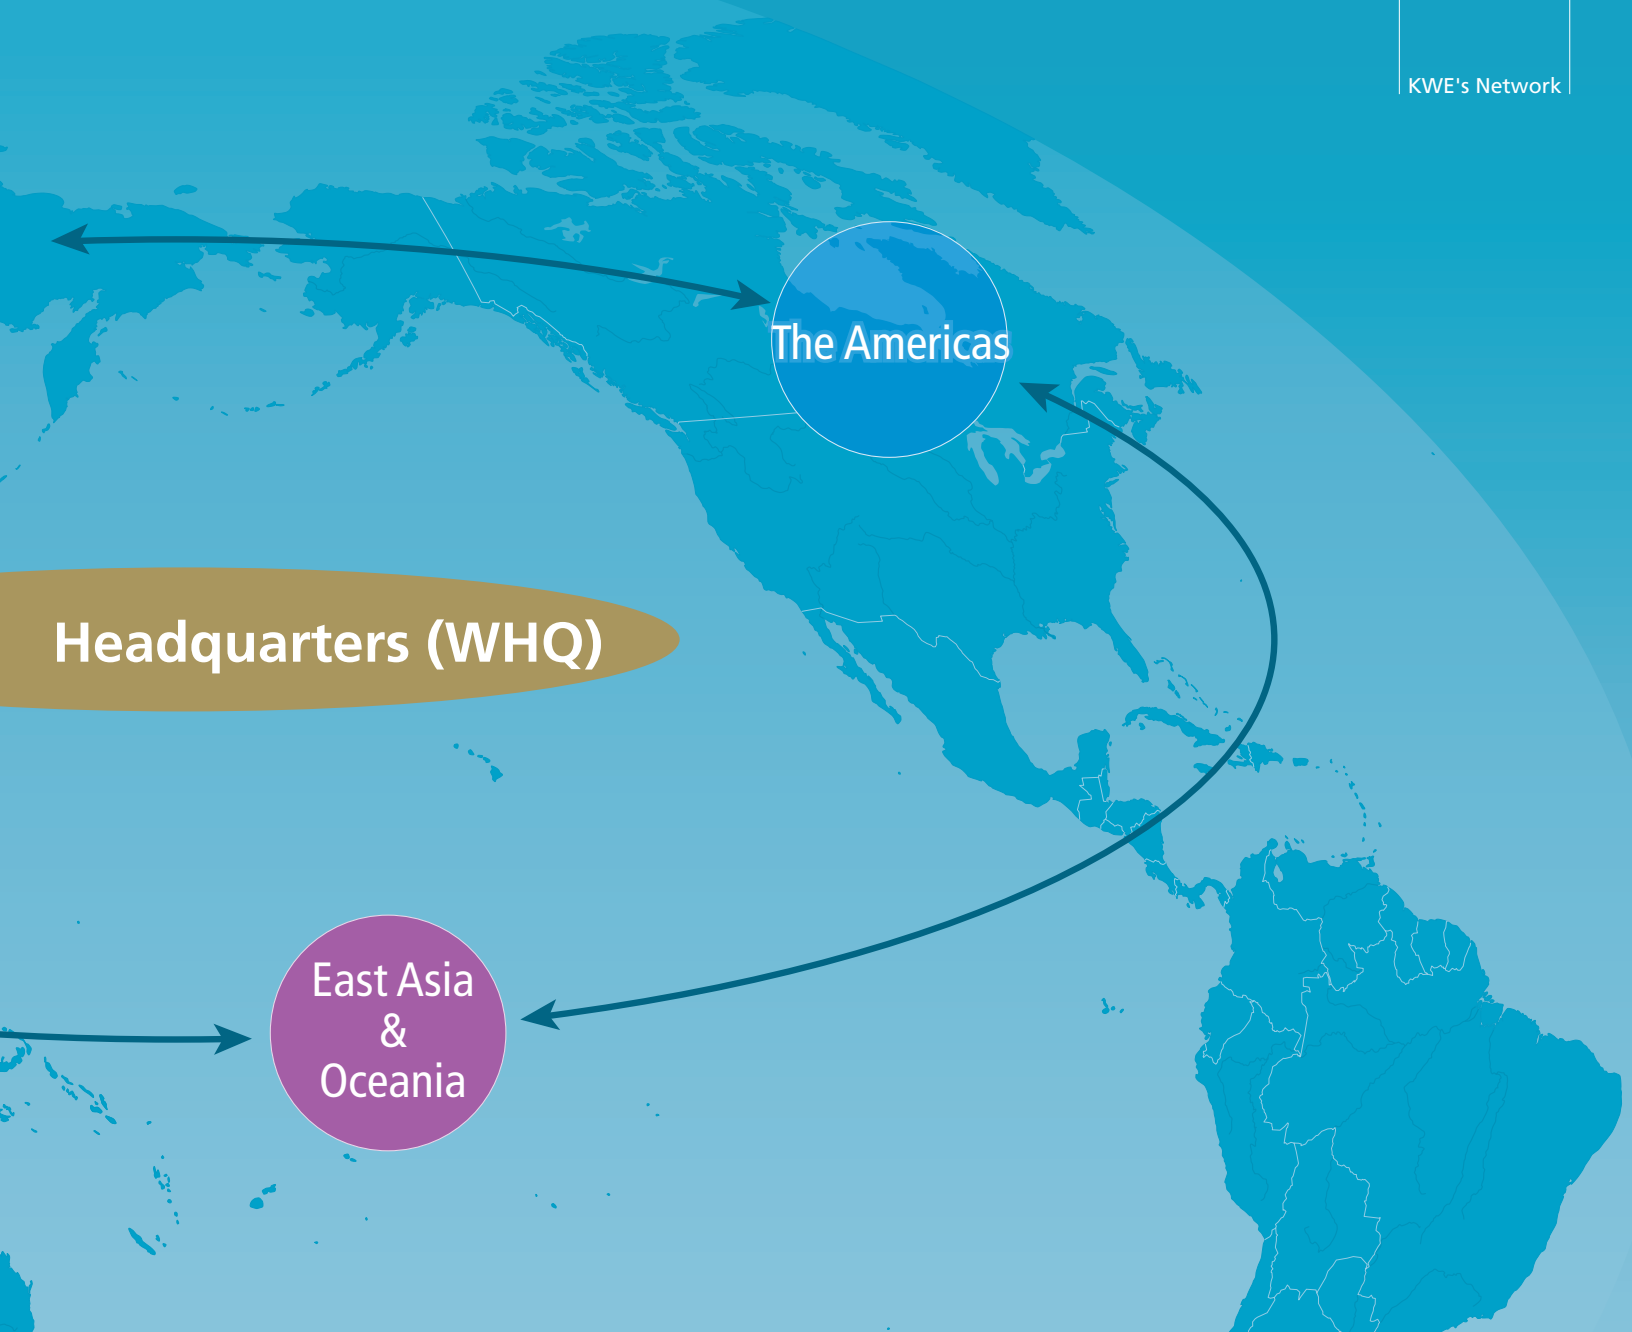 KWE's Network
The Americas
Headquarters (WHQ)
East Asia
&
Oceania